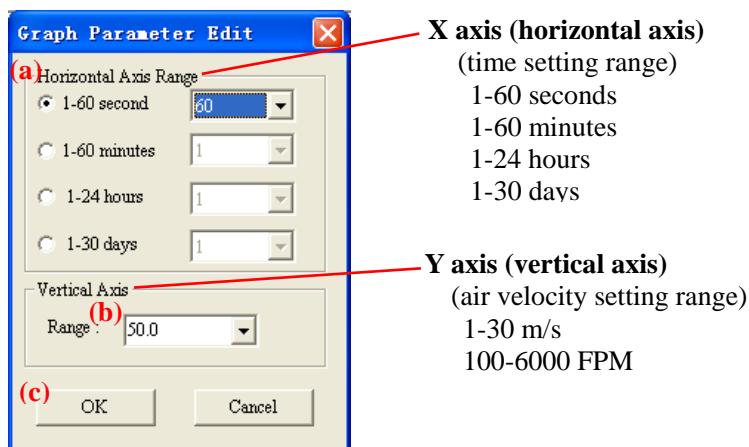 Graph Parameter Edit
(a)
Horizontal Axis Range
1-60 second 60
1-60 minutes 1
1-24 hours 1
1-30 days 1
Vertical Axis
(b)
Range : 50.0
(c)
OK Cancel
X axis (horizontal axis)
(time setting range)
1-60 seconds
1-60 minutes
1-24 hours
1-30 days
Y axis (vertical axis)
(air velocity setting range)
1-30 m/s
100-6000 FPM